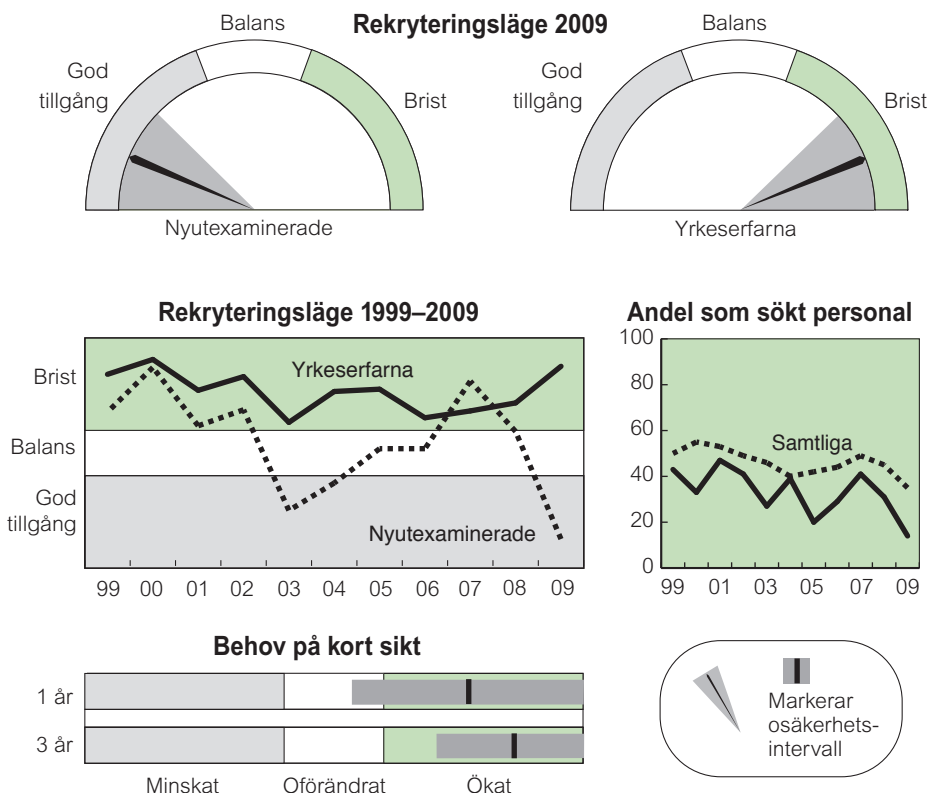 Rekryteringsläge 2009
Balans
God
tillgång
Brist
Nyutexaminerade
Balans
God
tillgång
Brist
Yrkeserfarna
Rekryteringsläge 1999–2009
Brist
Balans
God
tillgång
Yrkeserfarna
Nyutexaminerade
99 00 01 02 03 04 05 06 07 08 09
Andel som sökt personal
100
80
60
40
20
0
Samtliga
99 01 03 05 07 09
Behov på kort sikt
1 år
3 år
Minskat Oförändrat Ökat
Markerar
osäkerhets-
intervall